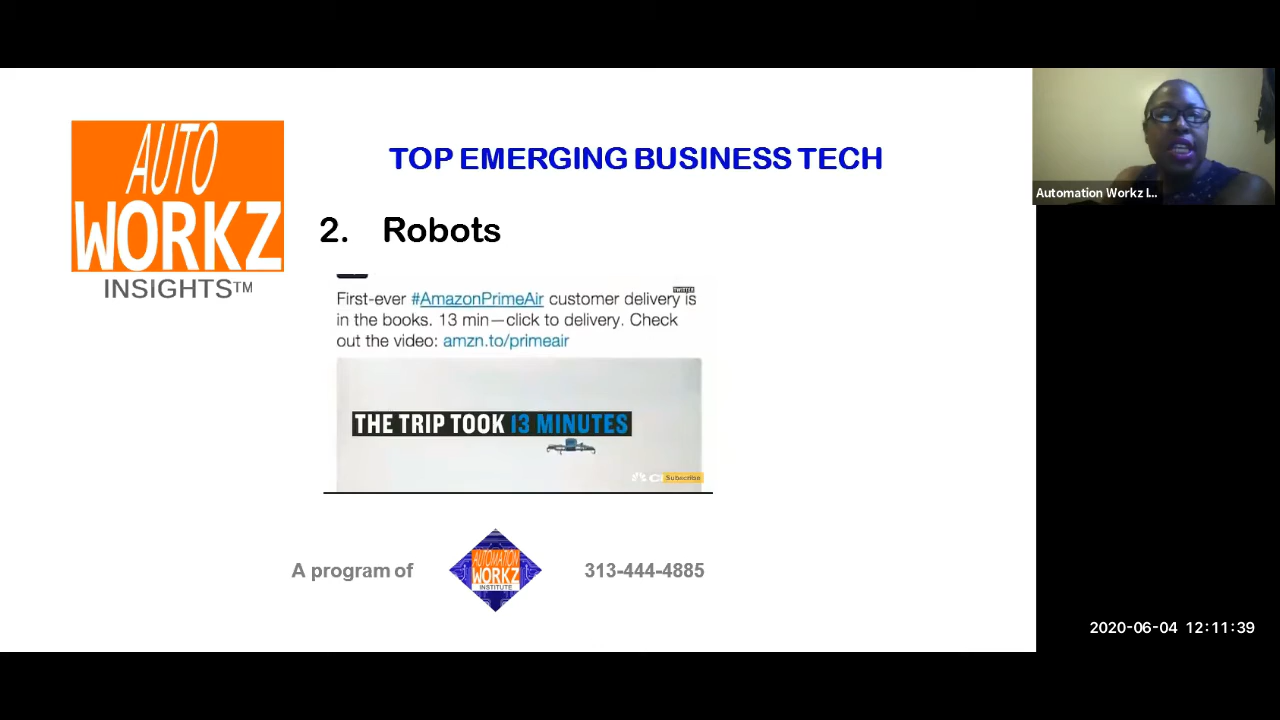 AUTO
WORKZ
INSIGHTS™
TOP EMERGING BUSINESS TECH
2. Robots
TWITTER
First-ever #AmazonPrimeAir customer delivery is
in the books. 13 min—click to delivery. Check
out the video: amzn.to/primeair
THE TRIP TOOK 13 MINUTES
Subscribe
A program of
AUTOMATION
WORKZ
INSTITUTE
313-444-4885
Automation Workz I...
2020-06-04 12:11:39